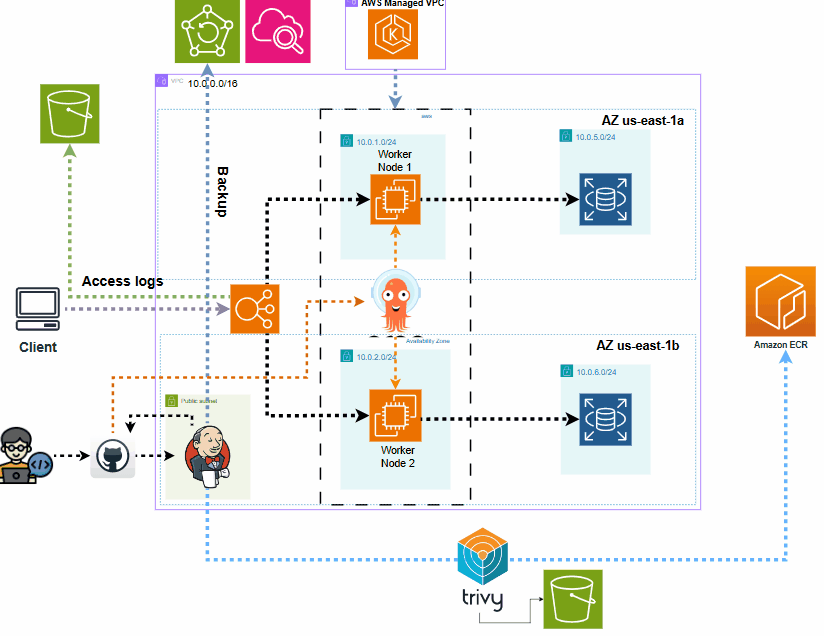 AWS Managed VPC
VPC
10.0.0.0/16
aws
AZ us-east-1a
10.0.1.0/24
10.0.5.0/24
Worker
Node 1
Backup
Access logs
Client
Amazon ECR
Availability Zone
AZ us-east-1b
10.0.2.0/24
10.0.6.0/24
Public subnet
Worker
Node 2
trivy